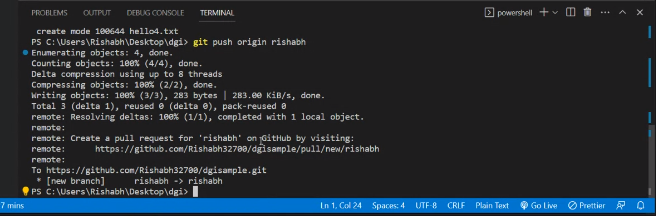 PROBLEMS OUTPUT DEBUG CONSOLE TERMINAL powershell
create mode 100644 hello4.txt
PS C:\Users\Rishabh\Desktop\dgi> git push origin rishabh
Enumerating objects: 4, done.
Counting objects: 100% (4/4), done.
Delta compression using up to 8 threads
Compressing objects: 100% (2/2), done.
Writing objects: 100% (3/3), 283 bytes | 283.00 KiB/s, done.
Total 3 (delta 1), reused 0 (delta 0), pack-reused 0
remote: Resolving deltas: 100% (1/1), completed with 1 local object.
remote:
remote: Create a pull request for 'rishabh' on GitHub by visiting:
remote: https://github.com/Rishabh32700/dgisample/pull/new/rishabh
remote:
To https://github.com/Rishabh32700/dgisample.git
* [new branch] rishabh -> rishabh
PS C:\Users\Rishabh\Desktop\dgi>
7 mins Ln 1, Col 24 Spaces: 4 UTF-8 CRLF Plain Text Go Live Prettier